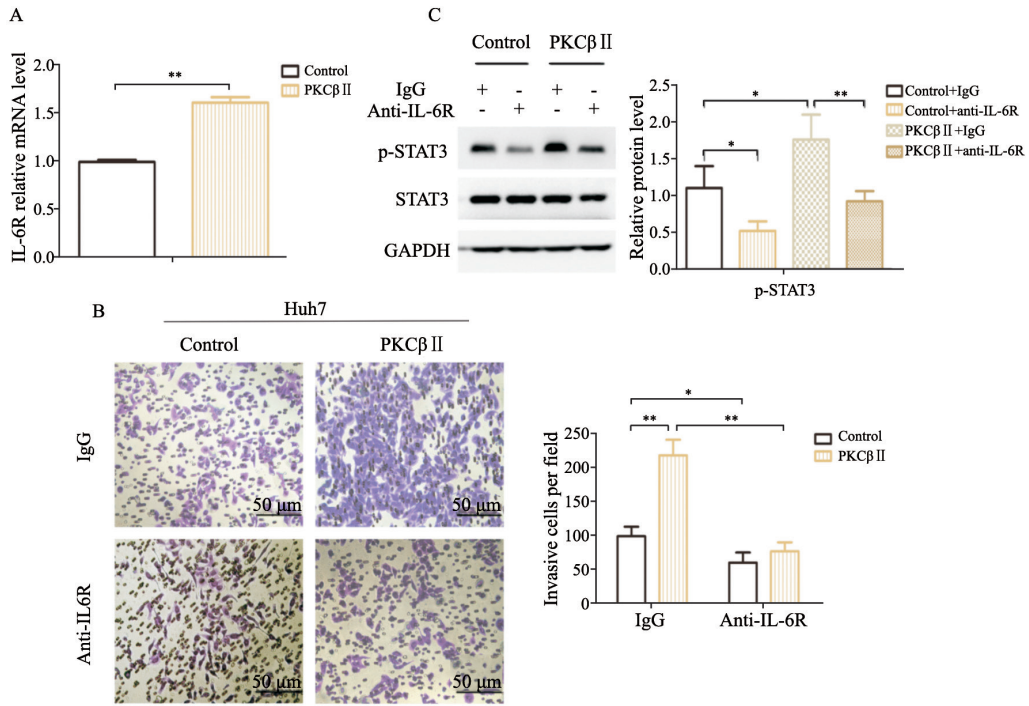 A
IL-6R relative mRNA level
2.0
1.5
1.0
0.5
0.0
**
Control
PKCβⅡ
C
Control PKCβⅡ
IgG + - + -
Anti-IL-6R - + - +
p-STAT3
STAT3
GAPDH
Relative protein level
2.5
2.0
1.5
1.0
0.5
0.0
*
*
**
p-STAT3
Control+IgG
Control+anti-IL-6R
PKCβⅡ+IgG
PKCβⅡ+anti-IL-6R
B
Huh7
Control PKCβⅡ
IgG
50 μm 50 μm
Anti-IL6R
50 μm 50 μm
Invasive cells per field
250
200
150
100
50
0
*
** **
IgG Anti-IL-6R
Control
PKCβⅡ